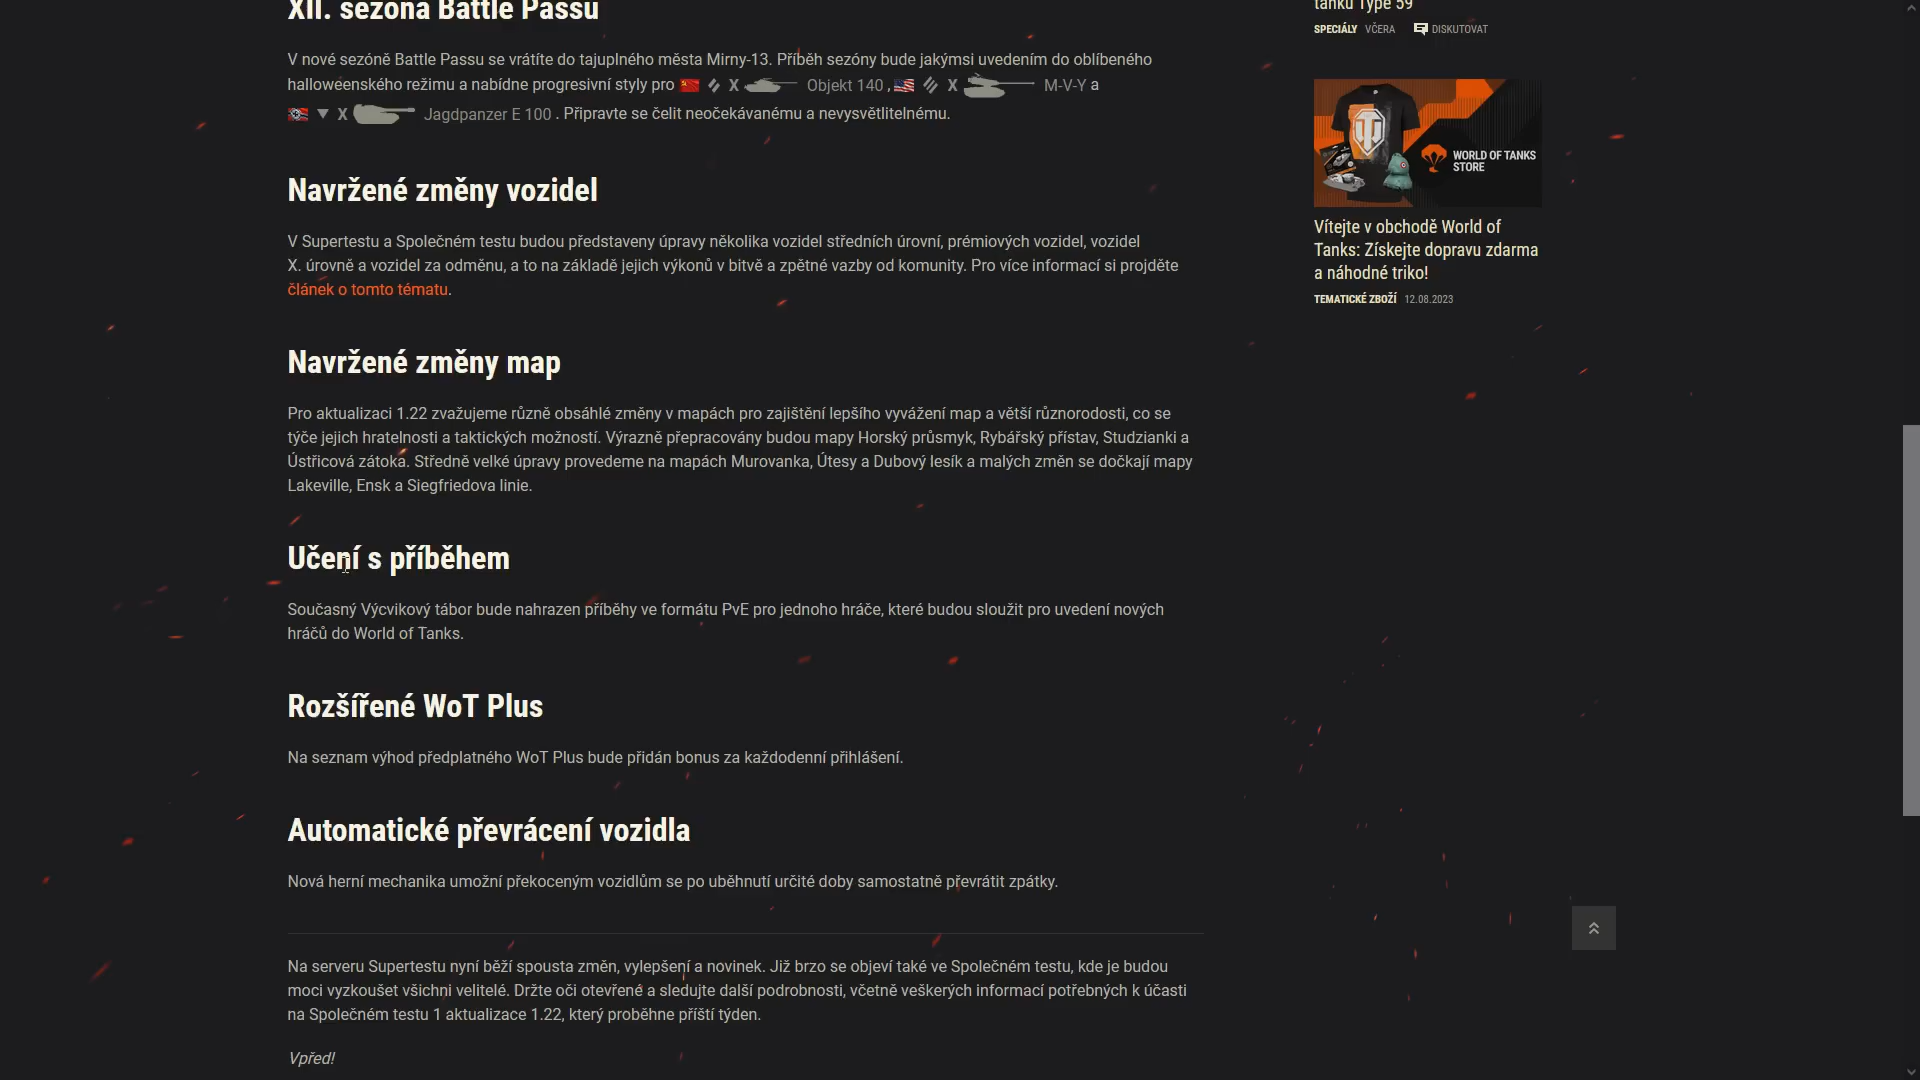 XII. sezóna Battle Passu
V nové sezóně Battle Passu se vrátíte do tajuplného města Mirny-13. Příběh sezóny bude jakýmsi uvedením do oblíbeného
halloweenského režimu a nabídne progresivní styly pro X Objekt 140 , X M-V-Y a
X Jagdpanzer E 100 . Připravte se čelit neočekávanému a nevysvětlitelnému.
Navržené změny vozidel
V Supertestu a Společném testu budou představeny úpravy několika vozidel středních úrovní, prémiových vozidel, vozidel
X. úrovně a vozidel za odměnu, a to na základě jejich výkonů v bitvě a zpětné vazby od komunity. Pro více informací si projděte
článek o tomto tématu.
Navržené změny map
Pro aktualizaci 1.22 zvažujeme různě obsáhlé změny v mapách pro zajištění lepšího vyvážení map a větší různorodosti, co se
týče jejich hratelnosti a taktických možností. Výrazně přepracovány budou mapy Horský průsmyk, Rybářský přístav, Studzianki a
Ústřicová zátoka. Středně velké úpravy provedeme na mapách Murovanka, Útesy a Dubový lesík a malých změn se dočkají mapy
Lakeville, Ensk a Siegfriedova linie.
Učení s příběhem
Současný Výcvikový tábor bude nahrazen příběhy ve formátu PvE pro jednoho hráče, které budou sloužit pro uvedení nových
hráčů do World of Tanks.
Rozšířené WoT Plus
Na seznam výhod předplatného WoT Plus bude přidán bonus za každodenní přihlášení.
Automatické převrácení vozidla
Nová herní mechanika umožní překoceným vozidlům se po uběhnutí určité doby samostatně převrátit zpátky.
Na serveru Supertestu nyní běží spousta změn, vylepšení a novinek. Již brzo se objeví také ve Společném testu, kde je budou
moci vyzkoušet všichni velitelé. Držte oči otevřené a sledujte další podrobnosti, včetně veškerých informací potřebných k účasti
na Společném testu 1 aktualizace 1.22, který proběhne příští týden.
Vpřed!
tanku Type 59
SPECIÁLY VČERA DISKUTOVAT
WORLD OF TANKS
STORE
Vítejte v obchodě World of
Tanks: Získejte dopravu zdarma
a náhodné triko!
TEMATICKÉ ZBOŽÍ 12.08.2023